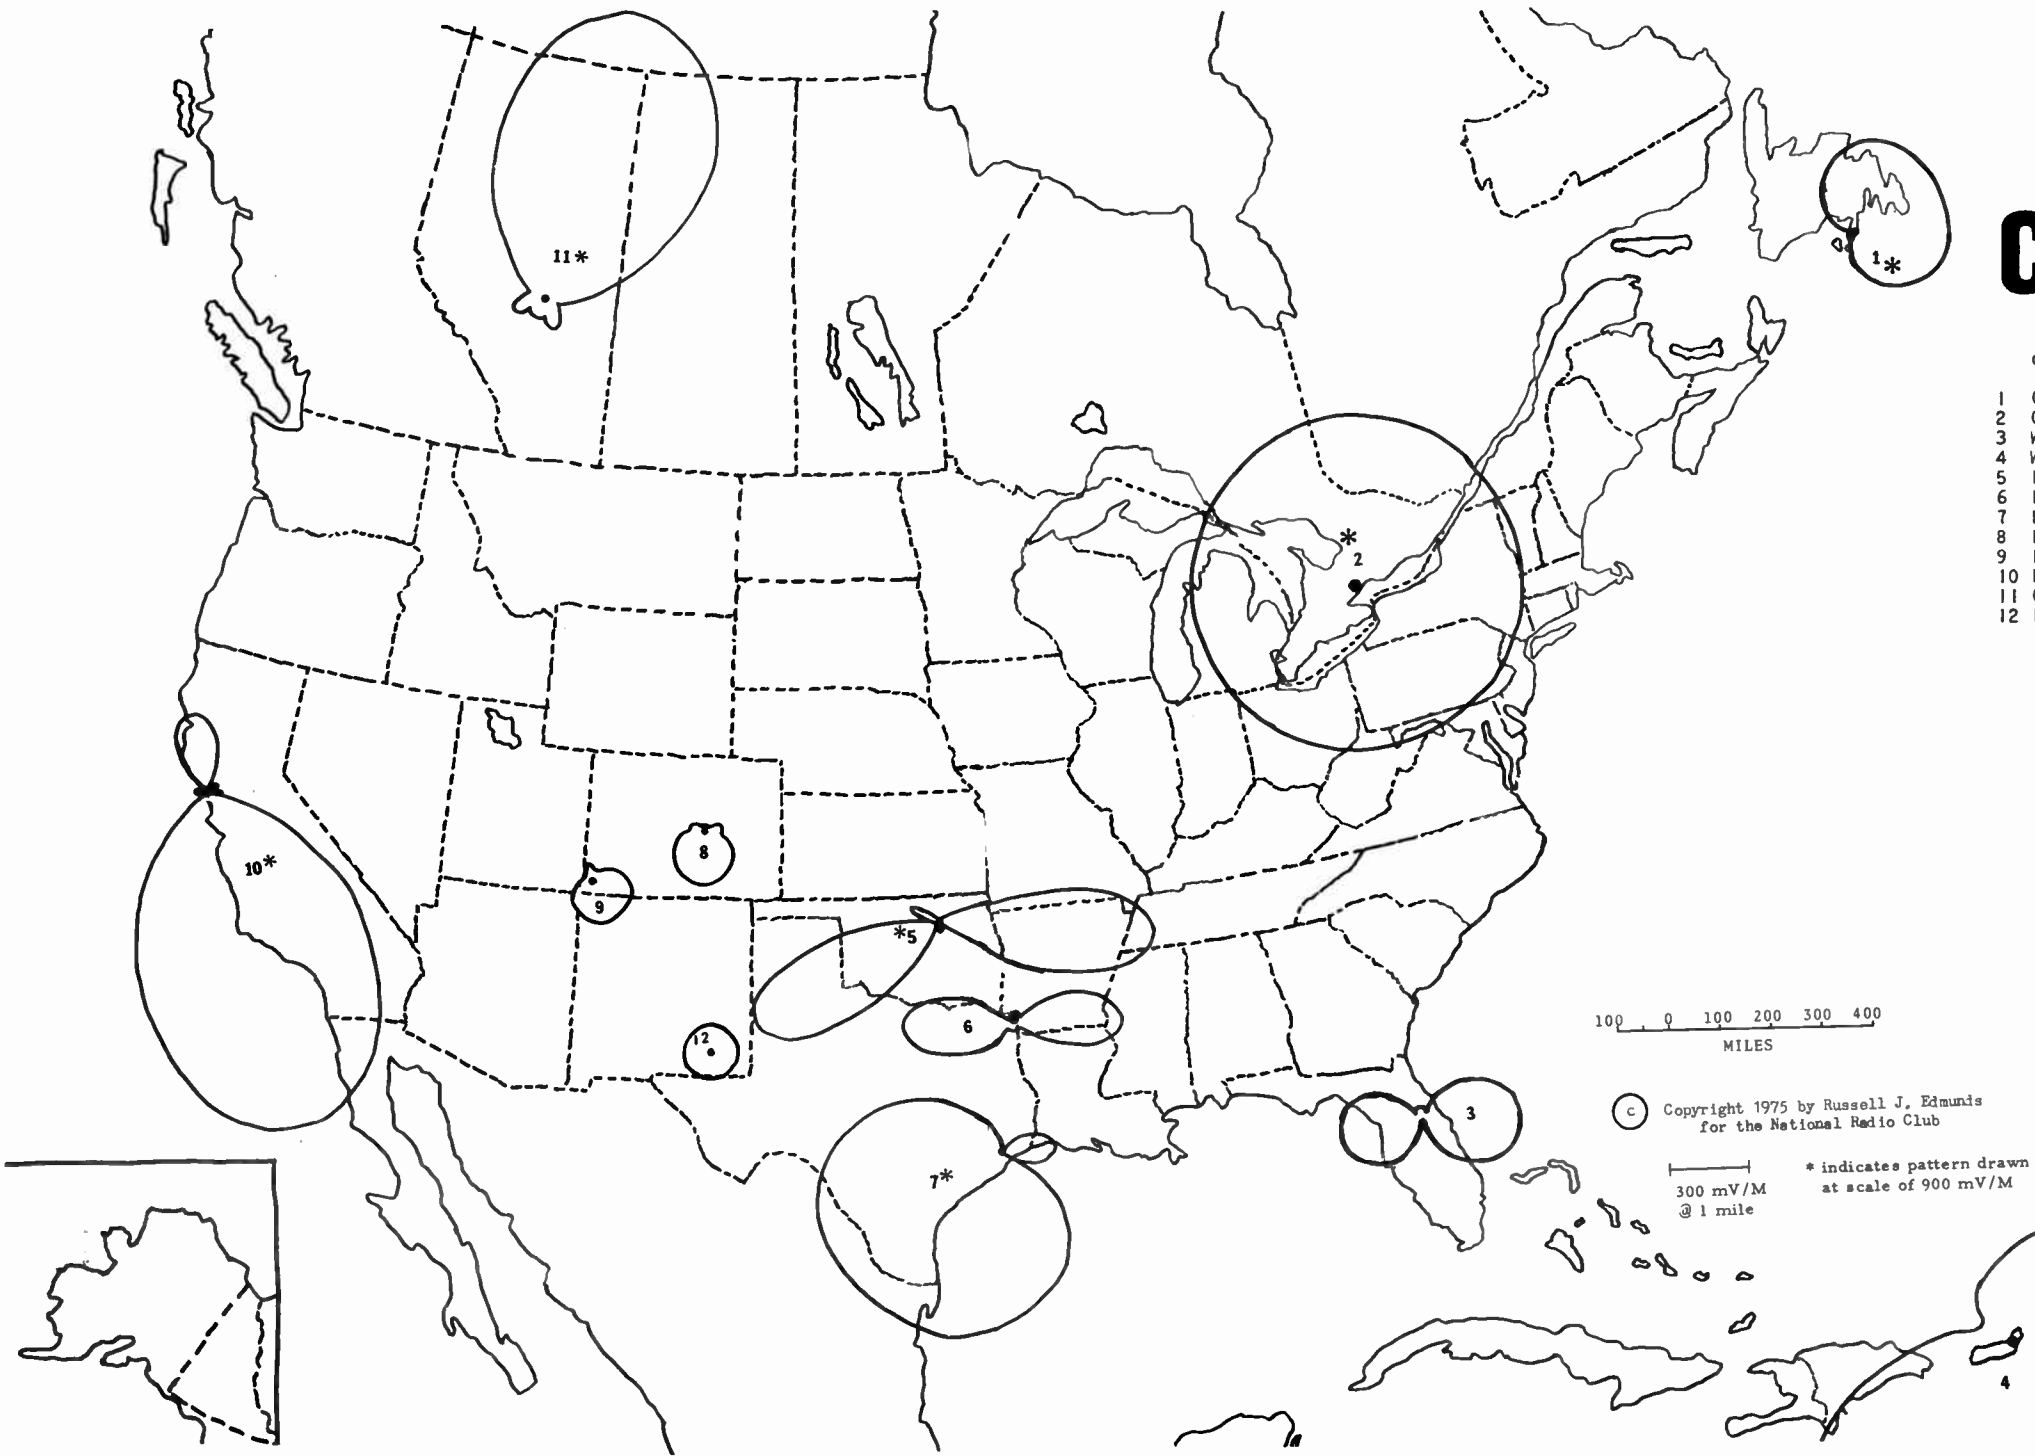 11*
1
*
C
1
2
3
4
5
6
7
8
9
10
11
12
*
2
10*
8
9
*5
6
12
7*
3
4
100 0 100 200 300 400
MILES
c Copyright 1975 by Russell J. Edmunds
for the National Radio Club
300 mV/M
@ 1 mile
* indicates pattern drawn
at scale of 900 mV/M